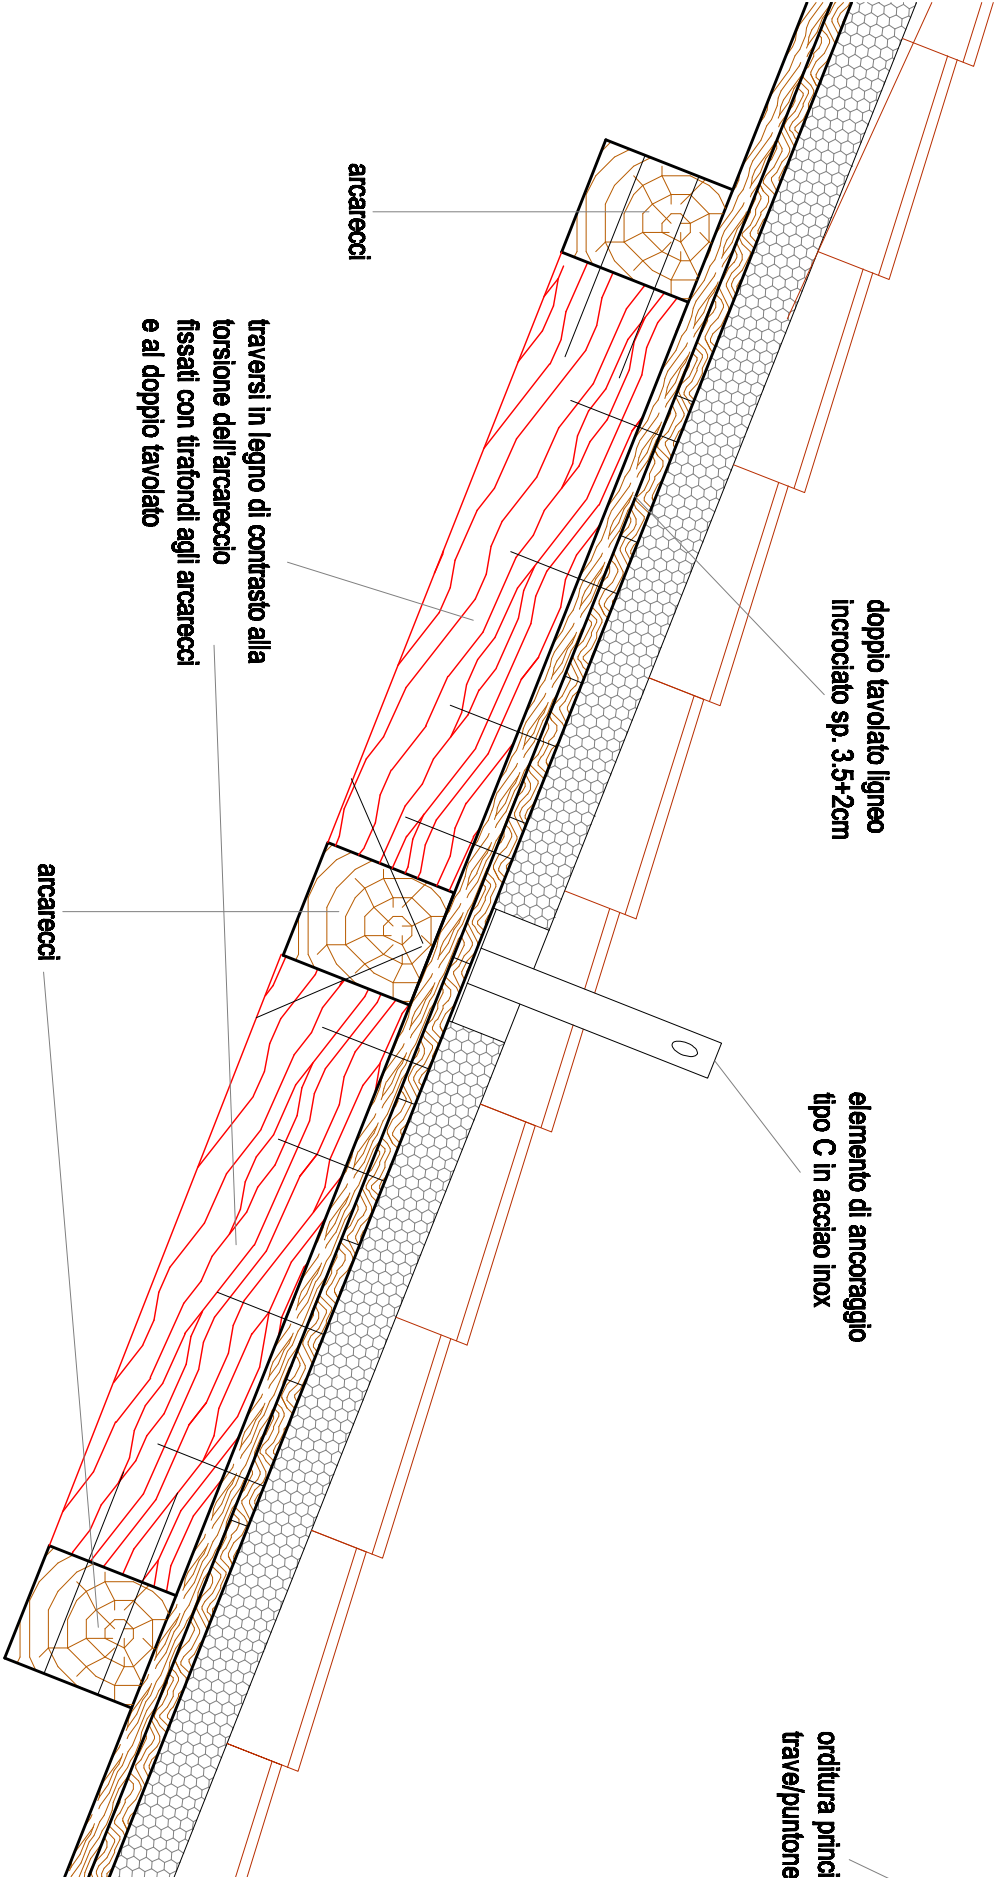 doppio tavolato ligneo
incrociato sp. 3.5+2cm
elemento di ancoraggio
tipo C in acciao inox
orditura princi
trave/puntone
arcarecci
traversi in legno di contrasto alla
torsione dell'arcareccio
fissati con tirafondi agli arcarecci
e al doppio tavolato
arcarecci